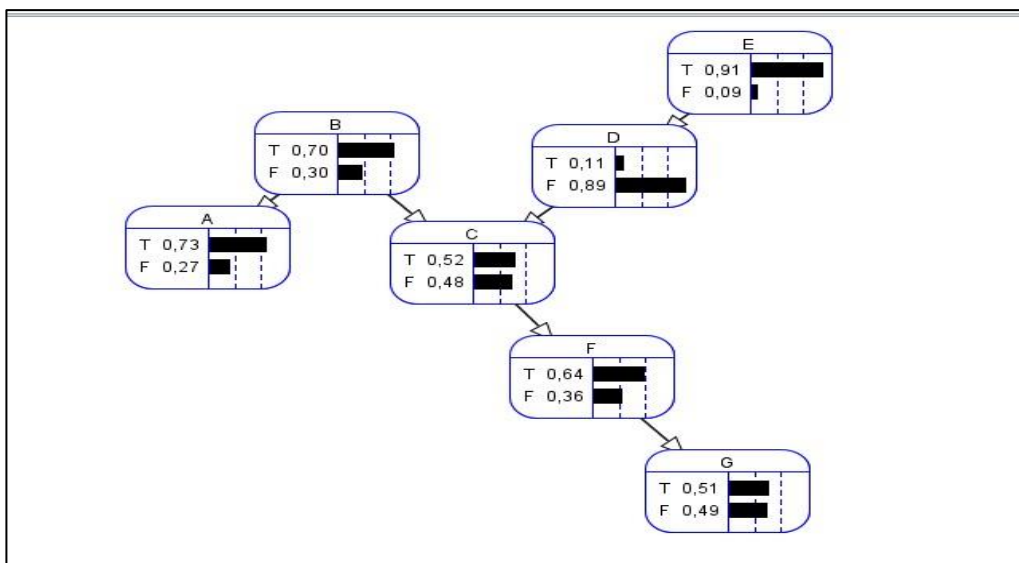 E
T 0,91
F 0,09
B
T 0,70
F 0,30
D
T 0,11
F 0,89
A
T 0,73
F 0,27
C
T 0,52
F 0,48
F
T 0,64
F 0,36
G
T 0,51
F 0,49